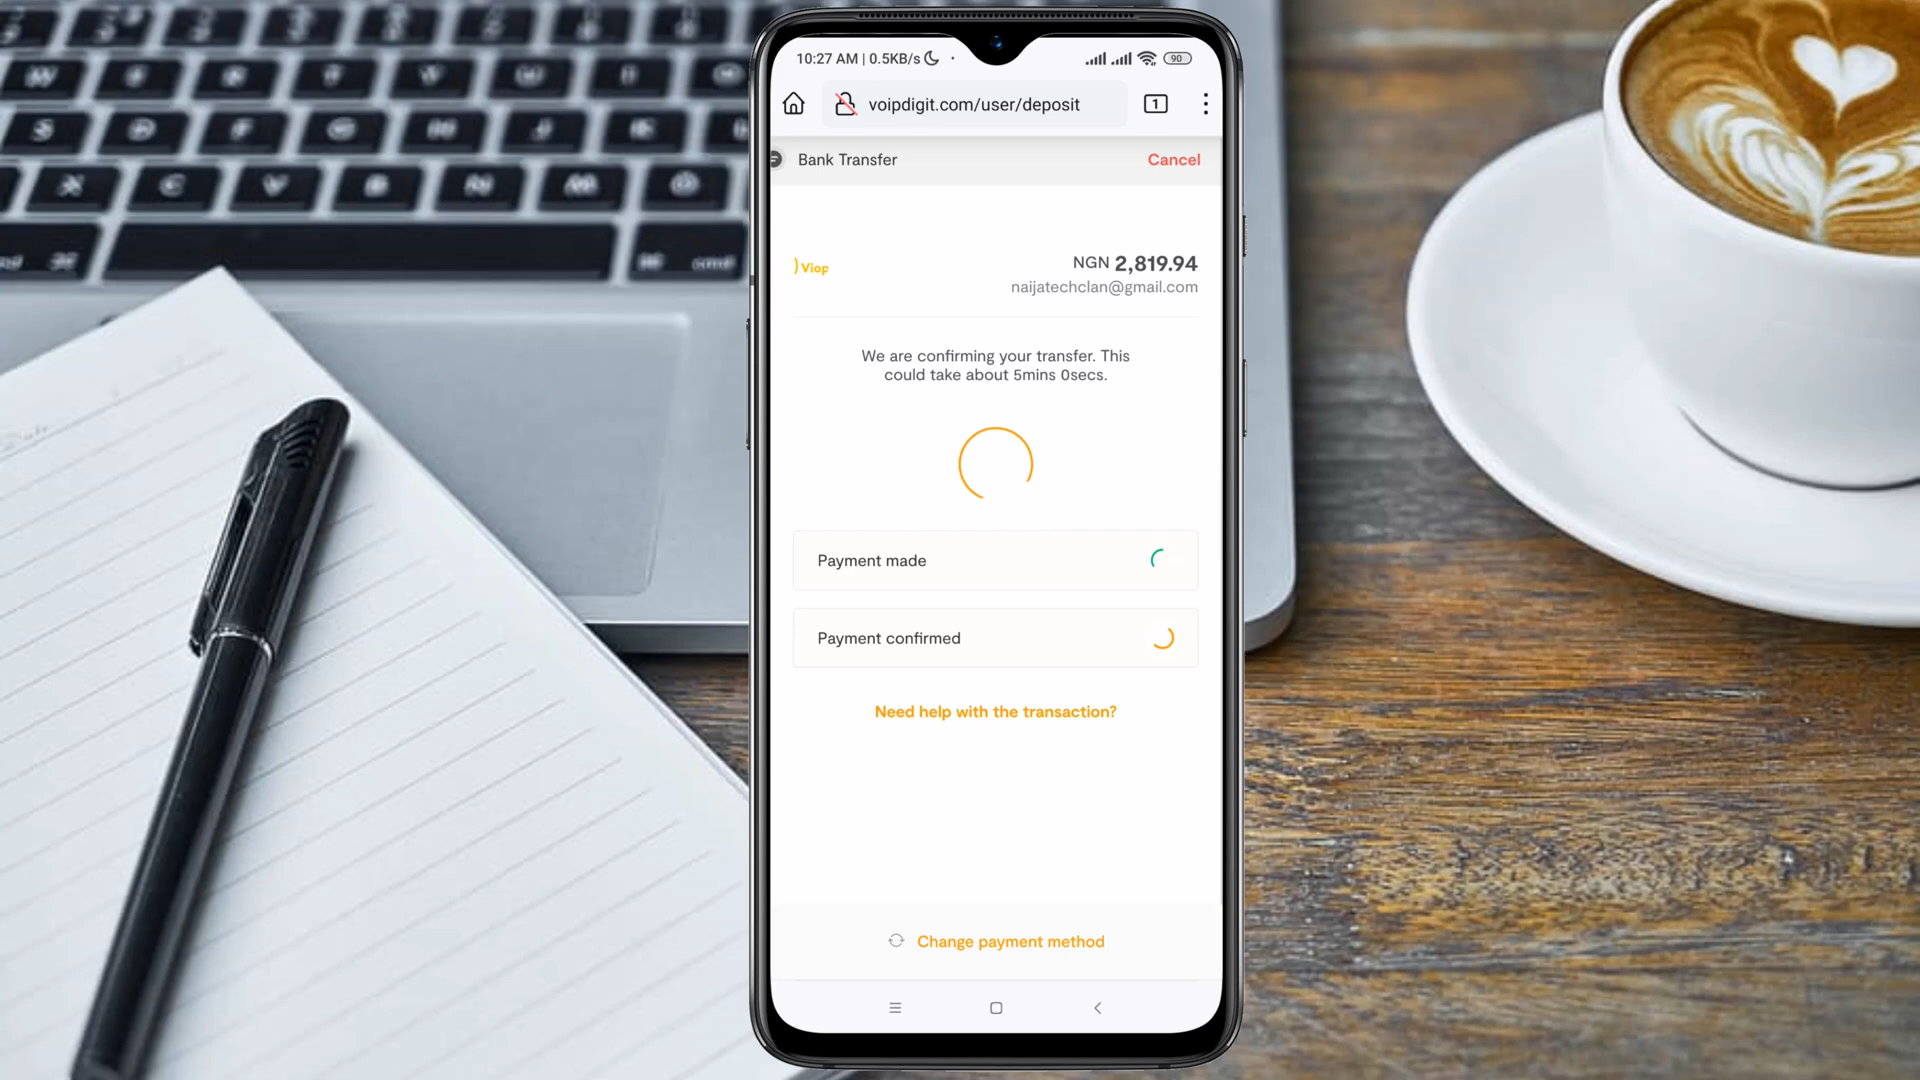 10:27 AM | 0.5KB/s
90
voipdigit.com/user/deposit
1
Bank Transfer
Cancel
Viop
NGN 2,819.94
naijatechclan@gmail.com
We are confirming your transfer. This
could take about 5mins 0secs.
Payment made
Payment confirmed
Need help with the transaction?
Change payment method